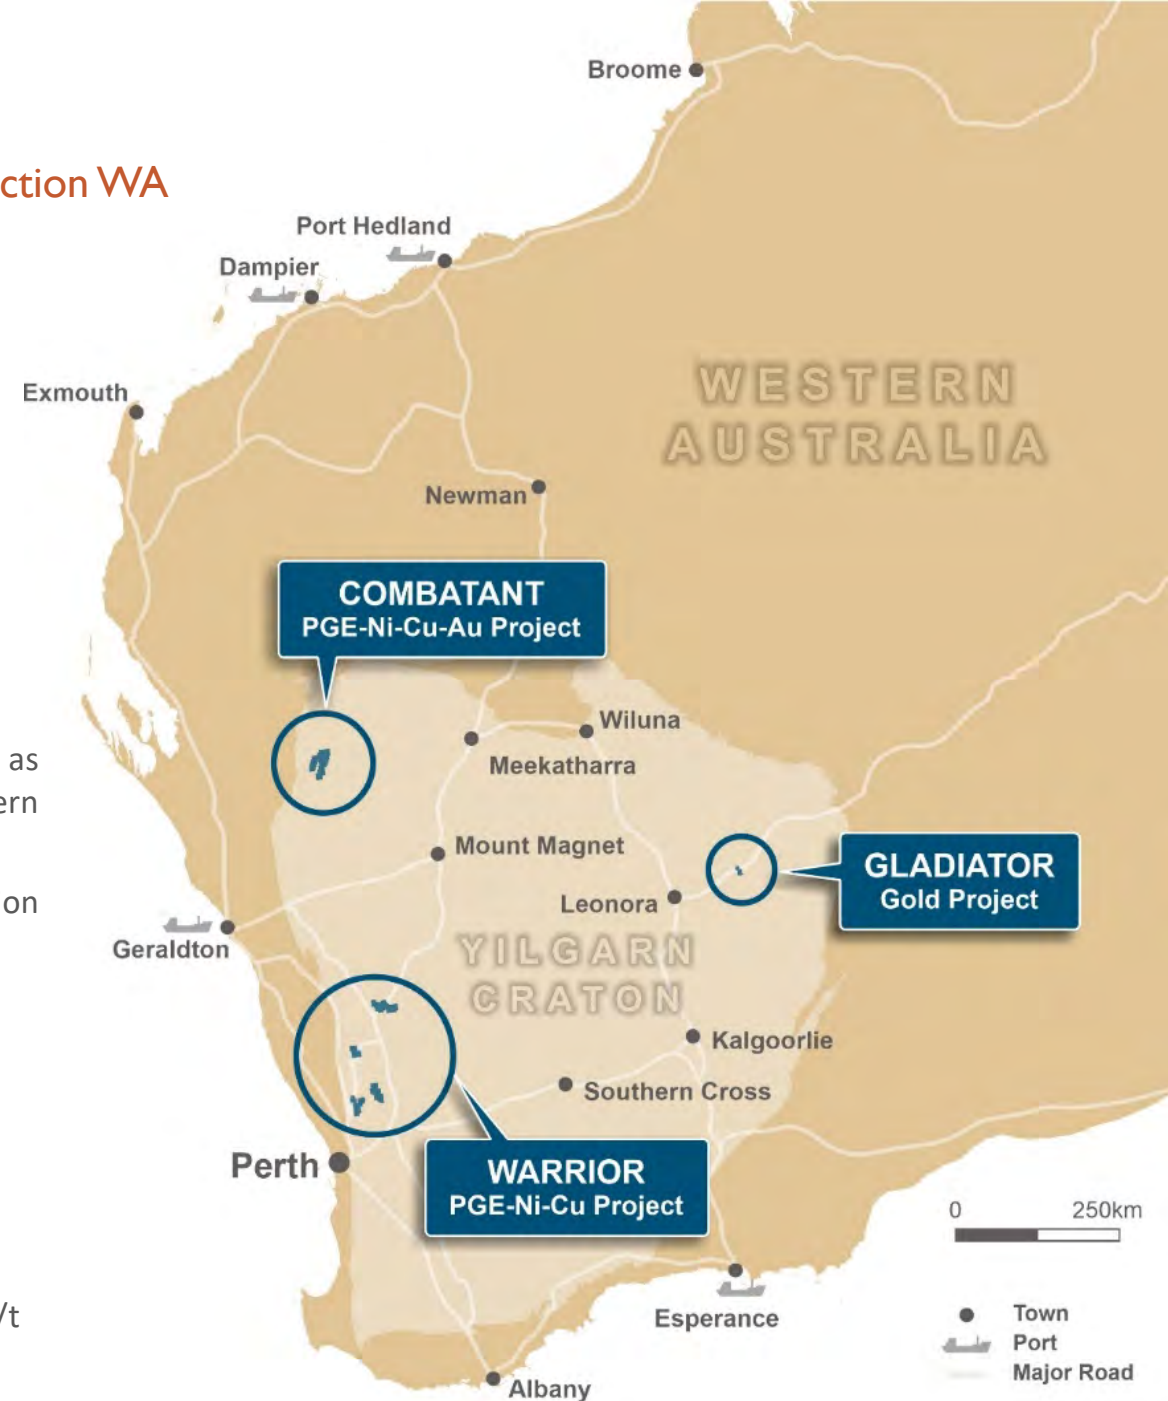 Broome
ction WA
Port Hedland
Dampier
Exmouth
WESTERN
AUSTRALIA
Newman
COMBATANT
PGE-Ni-Cu-Au Project
Wiluna
as
Meekatharra
ern
Mount Magnet
GLADIATOR
Gold Project
on
Leonora
Geraldton
YILGARN
CRATON
Kalgoorlie
Southern Cross
Perth
WARRIOR
PGE-Ni-Cu Project
0 250km
/t
Esperance
Town
Port
Major Road
Albany